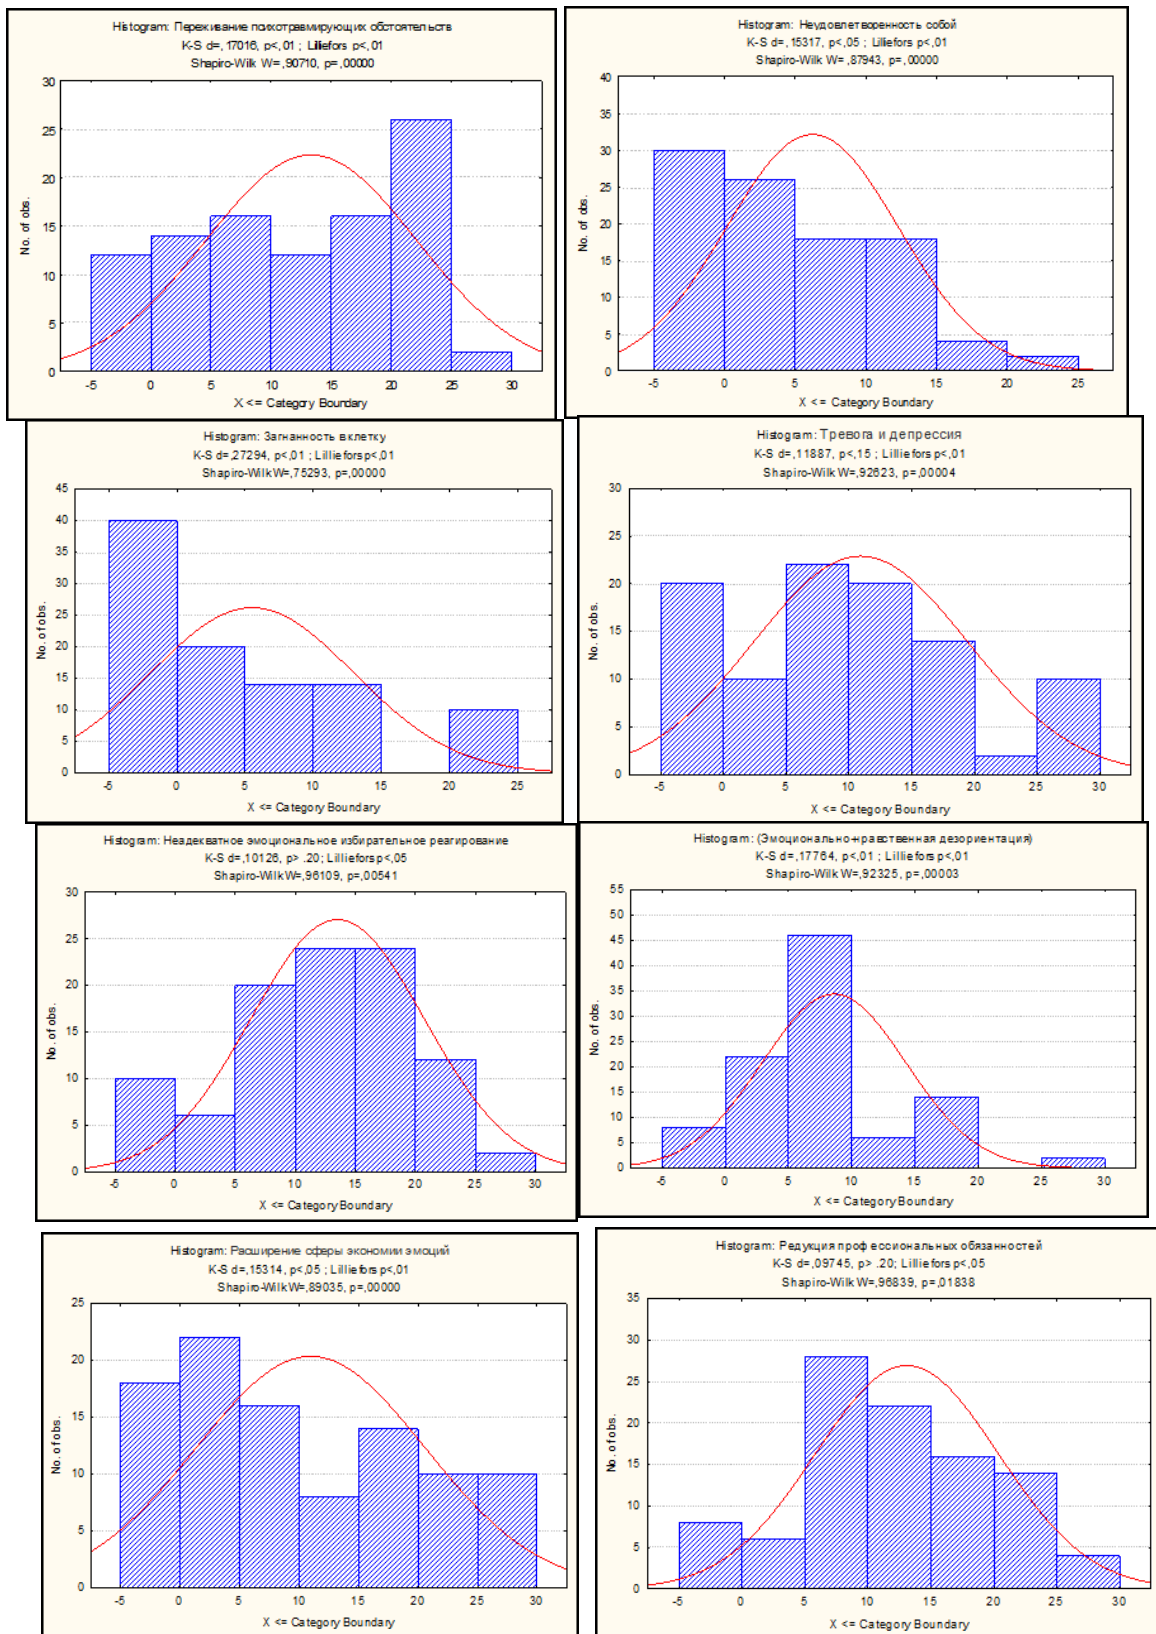 Histogram: Переживание психотравмирующих обстоятельств
K-S d=,17016, p<,01 ; Lilliefors p<,01
Shapiro-Wilk W=,90710, p=,00000
30
25
20
15
10
5
0
No. of obs.
-5 0 5 10 15 20 25 30
X <= Category Boundary
Histogram: Неудовлетворенность собой
K-S d=,15317, p<,05 ; Lilliefors p<,01
Shapiro-Wilk W=,87943, p=,00000
40
35
30
25
20
15
10
5
0
No. of obs.
-5 0 5 10 15 20 25
X <= Category Boundary
Histogram: Загнанность в клетку
K-S d=,27294, p<,01 ; Lilliefors p<,01
Shapiro-Wilk W=,75293, p=,00000
45
40
35
30
25
20
15
10
5
0
No. of obs.
-5 0 5 10 15 20 25
X <= Category Boundary
Histogram: Тревога и депрессия
K-S d=,11887, p<,15 ; Lilliefors p<,01
Shapiro-Wilk W=,92623, p=,00004
30
25
20
15
10
5
0
No. of obs.
-5 0 5 10 15 20 25 30
X <= Category Boundary
Histogram: Неадекватное эмоциональное избирательное реагирование
K-S d=,10126, p> .20; Lilliefors p<,05
Shapiro-Wilk W=,96109, p=,00541
30
25
20
15
10
5
0
No. of obs.
-5 0 5 10 15 20 25 30
X <= Category Boundary
Histogram: (Эмоционально-нравственная дезориентация)
K-S d=,17764, p<,01 ; Lilliefors p<,01
Shapiro-Wilk W=,92325, p=,00003
55
50
45
40
35
30
25
20
15
10
5
0
No. of obs.
-5 0 5 10 15 20 25 30
X <= Category Boundary
Histogram: Расширение сферы экономии эмоций
K-S d=,15314, p<,05 ; Lilliefors p<,01
Shapiro-Wilk W=,89035, p=,00000
25
20
15
10
5
0
No. of obs.
-5 0 5 10 15 20 25 30
X <= Category Boundary
Histogram: Редукция профессиональных обязанностей
K-S d=,09745, p> .20; Lilliefors p<,05
Shapiro-Wilk W=,96839, p=,01838
35
30
25
20
15
10
5
0
No. of obs.
-5 0 5 10 15 20 25 30
X <= Category Boundary